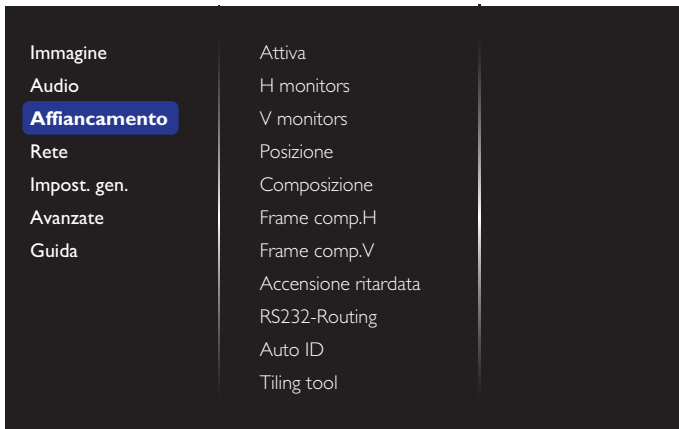 Immagine
Audio
Affiancamento
Rete
Impost. gen.
Avanzate
Guida
Attiva
H monitors
V monitors
Posizione
Composizione
Frame comp.H
Frame comp.V
Accensione ritardata
RS232-Routing
Auto ID
Tiling tool